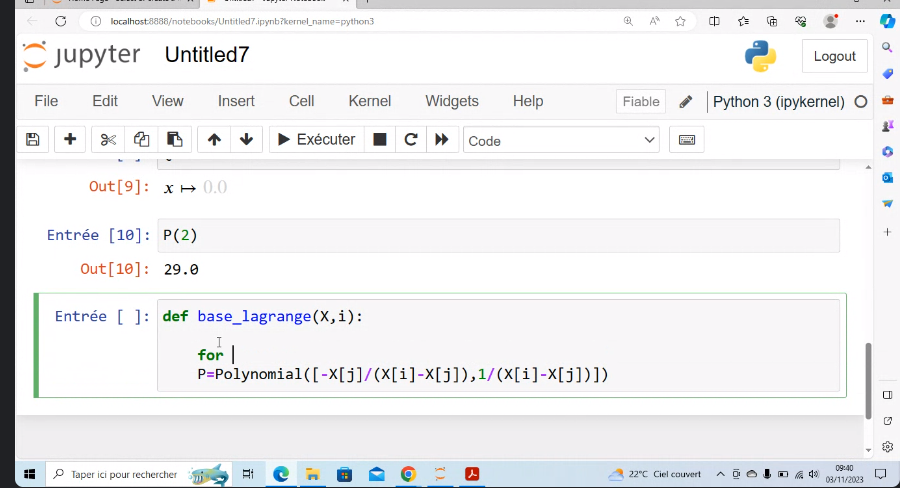 localhost:8888/notebooks/Untitled7.ipynb?kernel_name=python3
jupyter Untitled7 Logout
File Edit View Insert Cell Kernel Widgets Help Fiable Python 3 (ipykernel)
Exécuter Code
Out[9]: x ↦ 0.0
Entrée [10]: P(2)
Out[10]: 29.0
Entrée [ ]: def base_lagrange(X,i):
for
P=Polynomial([-X[j]/(X[i]-X[j]),1/(X[i]-X[j])])
Taper ici pour rechercher 22°C Ciel couvert 09:40
03/11/2023